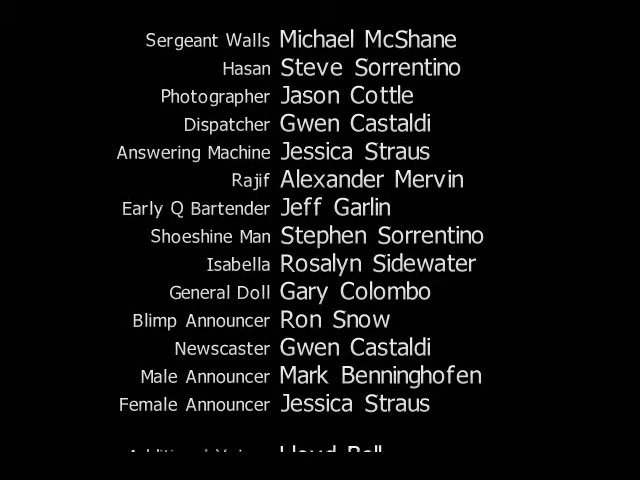 Sergeant Walls Michael McShane
Hasan Steve Sorrentino
Photographer Jason Cottle
Dispatcher Gwen Castaldi
Answering Machine Jessica Straus
Rajif Alexander Mervin
Early Q Bartender Jeff Garlin
Shoeshine Man Stephen Sorrentino
Isabella Rosalyn Sidewater
General Doll Gary Colombo
Blimp Announcer Ron Snow
Newscaster Gwen Castaldi
Male Announcer Mark Benninghofen
Female Announcer Jessica Straus